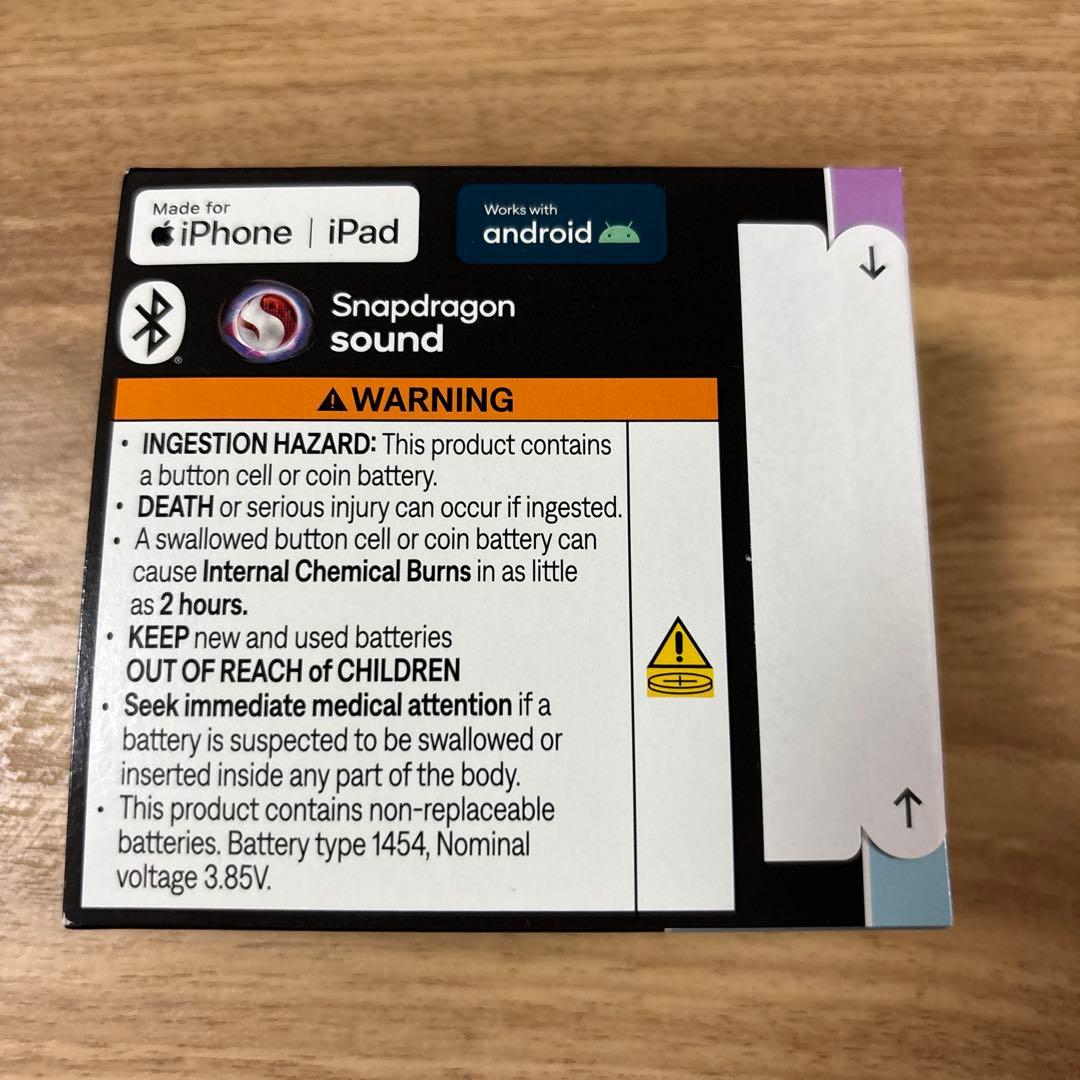 Made for
iPhone | iPad
Works with
android
Snapdragon
sound
⚠ WARNING
• INGESTION HAZARD: This product contains
a button cell or coin battery.
• DEATH or serious injury can occur if ingested.
• A swallowed button cell or coin battery can
cause Internal Chemical Burns in as little
as 2 hours.
• KEEP new and used batteries
OUT OF REACH of CHILDREN
• Seek immediate medical attention if a
battery is suspected to be swallowed or
inserted inside any part of the body.
• This product contains non-replaceable
batteries. Battery type 1454, Nominal
voltage 3.85V.